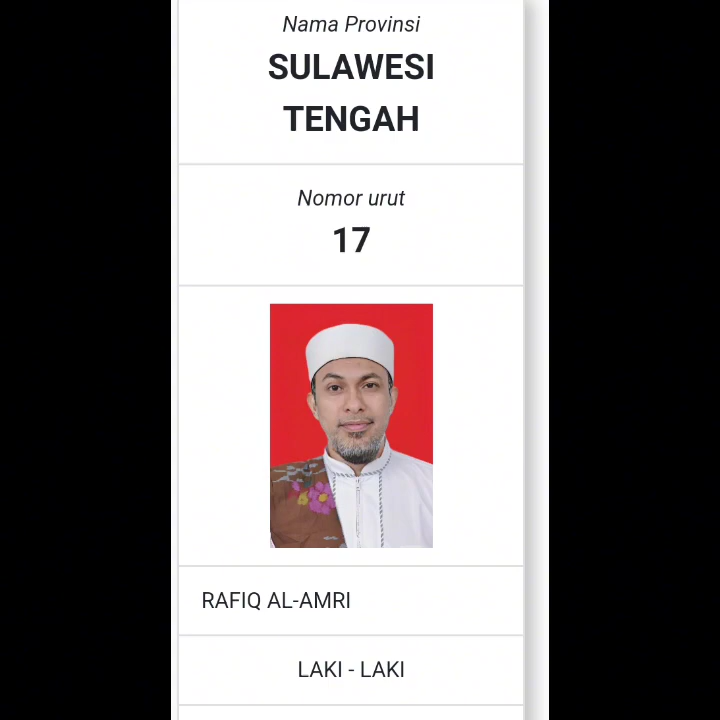 Nama Provinsi
SULAWESI
TENGAH
Nomor urut
17
RAFIQ AL-AMRI
LAKI - LAKI